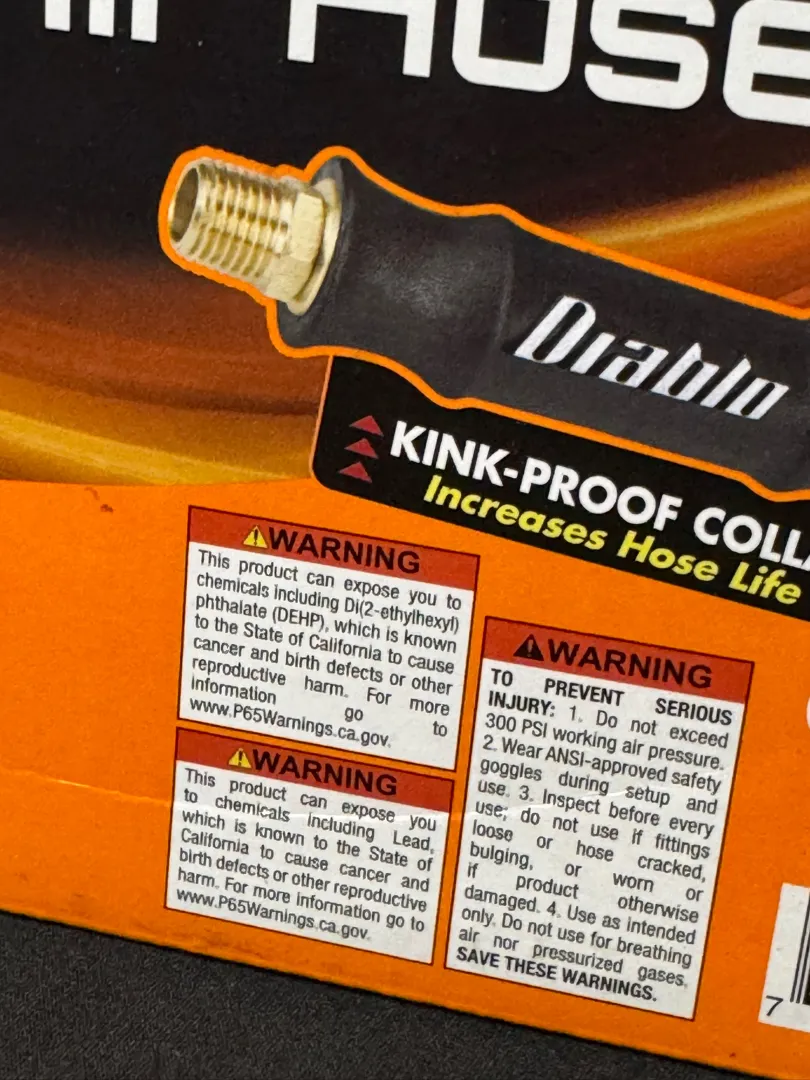 HOSE
Diablo
KINK-PROOF
Increases Hose Life
⚠WARNING
This product can expose you to
chemicals including Di(2-ethylhexyl)
phthalate (DEHP), which is known
to the State of California to cause
cancer and birth defects or other
reproductive harm. For more
information go to
www.P65Warnings.ca.gov.
⚠WARNING
This product can expose you
to chemicals including Lead,
which is known to the State of
California to cause cancer and
birth defects or other reproductive
harm. For more information go to
www.P65Warnings.ca.gov.
⚠WARNING
TO PREVENT SERIOUS
INJURY: 1. Do not exceed
300 PSI working air pressure.
2. Wear ANSI-approved safety
goggles during setup and
use. 3. Inspect before every
use; do not use if fittings
loose or hose cracked,
bulging, or worn or
if product otherwise
damaged. 4. Use as intended
only. Do not use for breathing
air nor pressurized gases.
SAVE THESE WARNINGS.
7